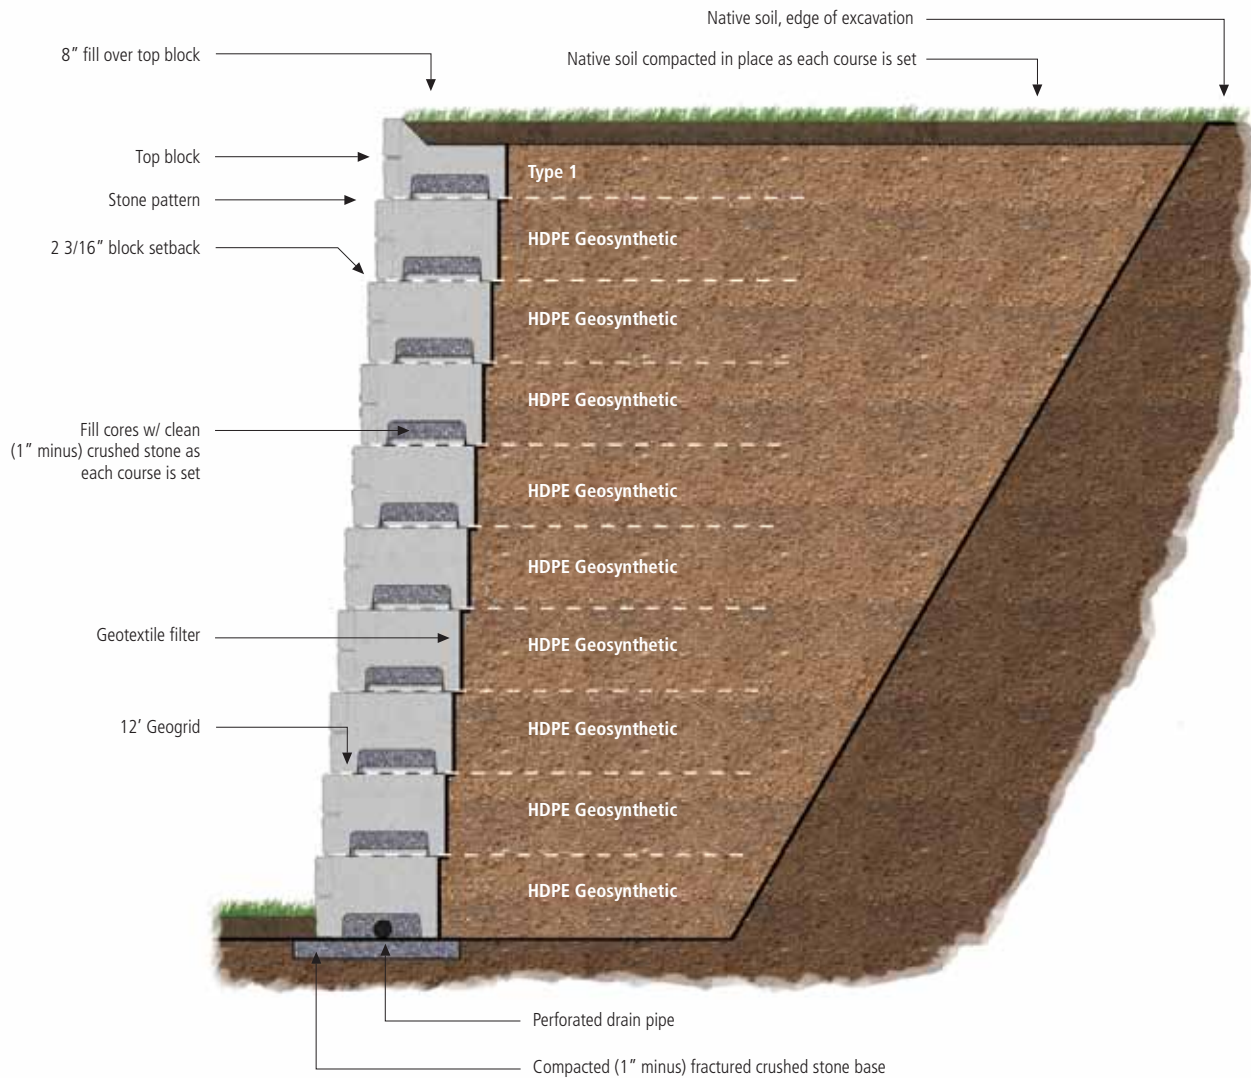 Native soil, edge of excavation
8” fill over top block
Native soil compacted in place as each course is set
Top block
Type 1
Stone pattern
HDPE Geosynthetic
2 3/16” block setback
HDPE Geosynthetic
HDPE Geosynthetic
Fill cores w/ clean
(1” minus) crushed stone as
each course is set
HDPE Geosynthetic
HDPE Geosynthetic
Geotextile filter
HDPE Geosynthetic
12’ Geogrid
HDPE Geosynthetic
HDPE Geosynthetic
HDPE Geosynthetic
Perforated drain pipe
Compacted (1” minus) fractured crushed stone base